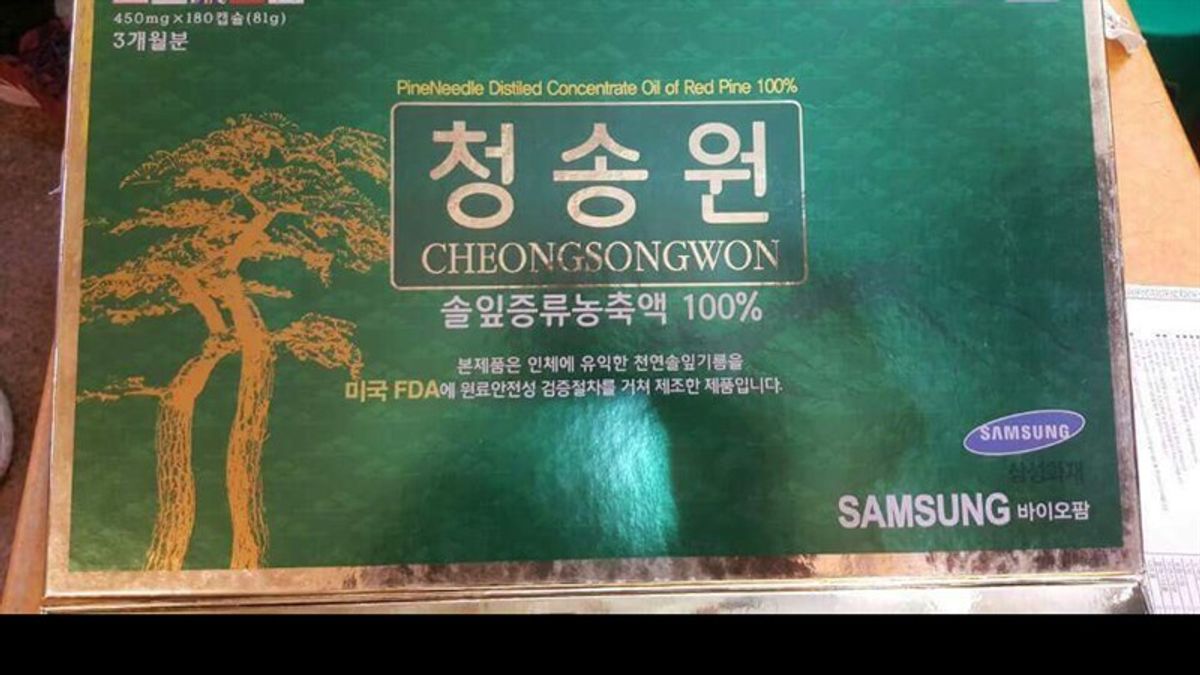 450mg×180캡슐(81g)
3개월분
PineNeedle Distiled Concentrate Oil of Red Pine 100%
청송원
CHEONGSONGWON
솔잎증류농축액 100%
본제품은 인체에 유익한 천연솔잎기름을
미국 FDA에 원료안전성 검증절차를 거쳐 제조한 제품입니다.
SAMSUNG
삼성화재
SAMSUNG 바이오팜